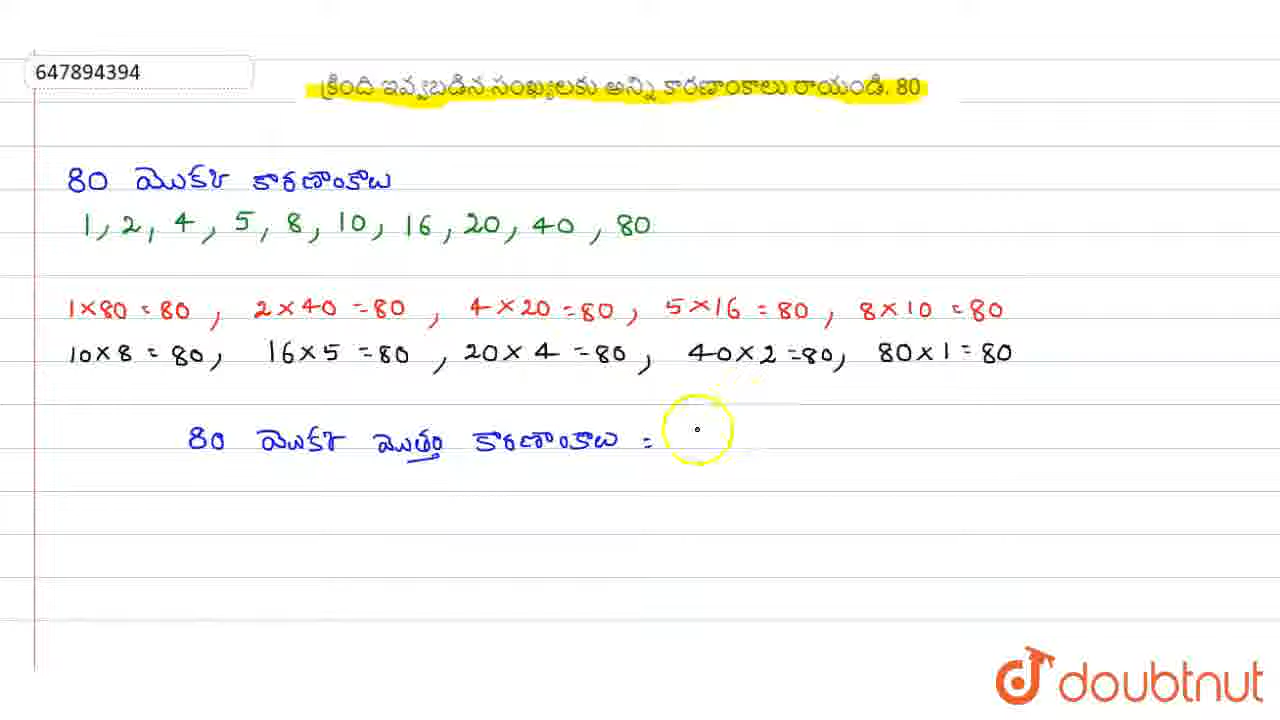 647894394
క్రింది ఇవ్వబడిన సంఖ్యలకు అన్ని కారణాంకాలు రాయండి. 80
80 మొక్క కారణాంకాలు
1, 2, 4, 5, 8, 10, 16, 20, 40, 80
1×80=80, 2×40=80, 4×20=80, 5×16=80, 8×10=80
10×8=80, 16×5=80, 20×4=80, 40×2=80, 80×1=80
80 మొత్తం కారణాంకాలు =
doubtnut